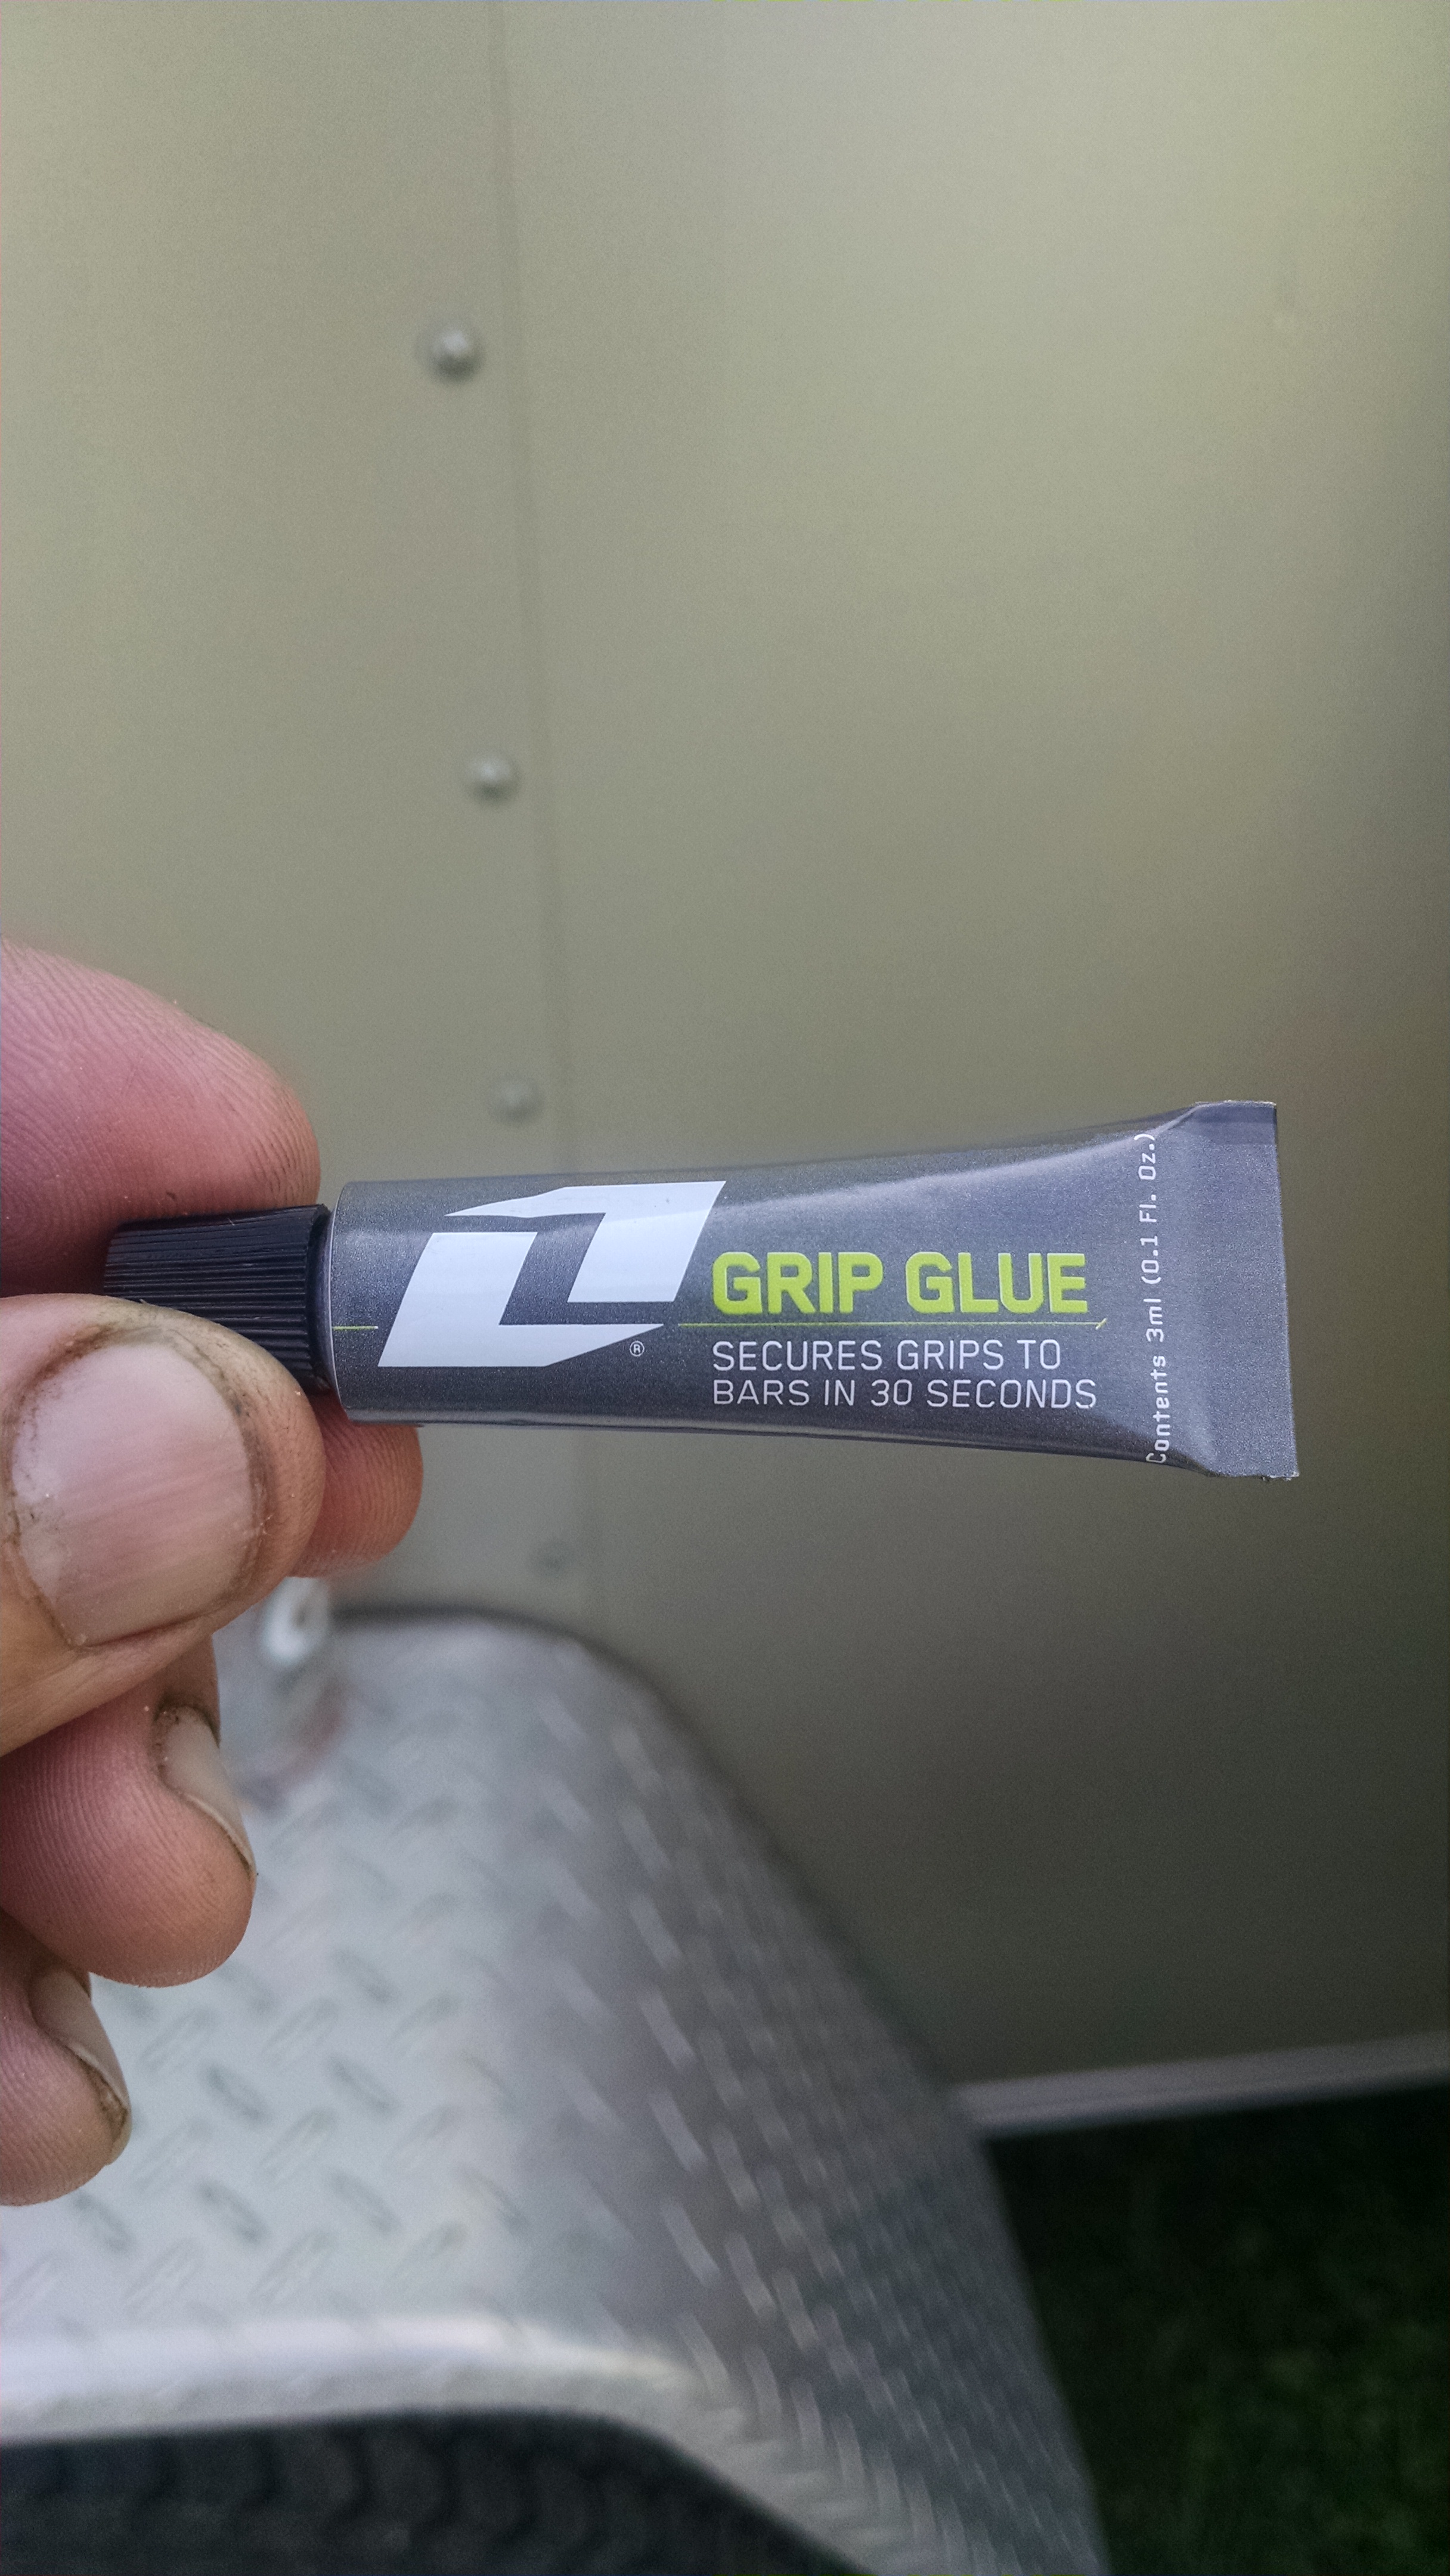 ®
GRIP GLUE
SECURES GRIPS TO
BARS IN 30 SECONDS
Contents 3ml (0.1 Fl. Oz.)